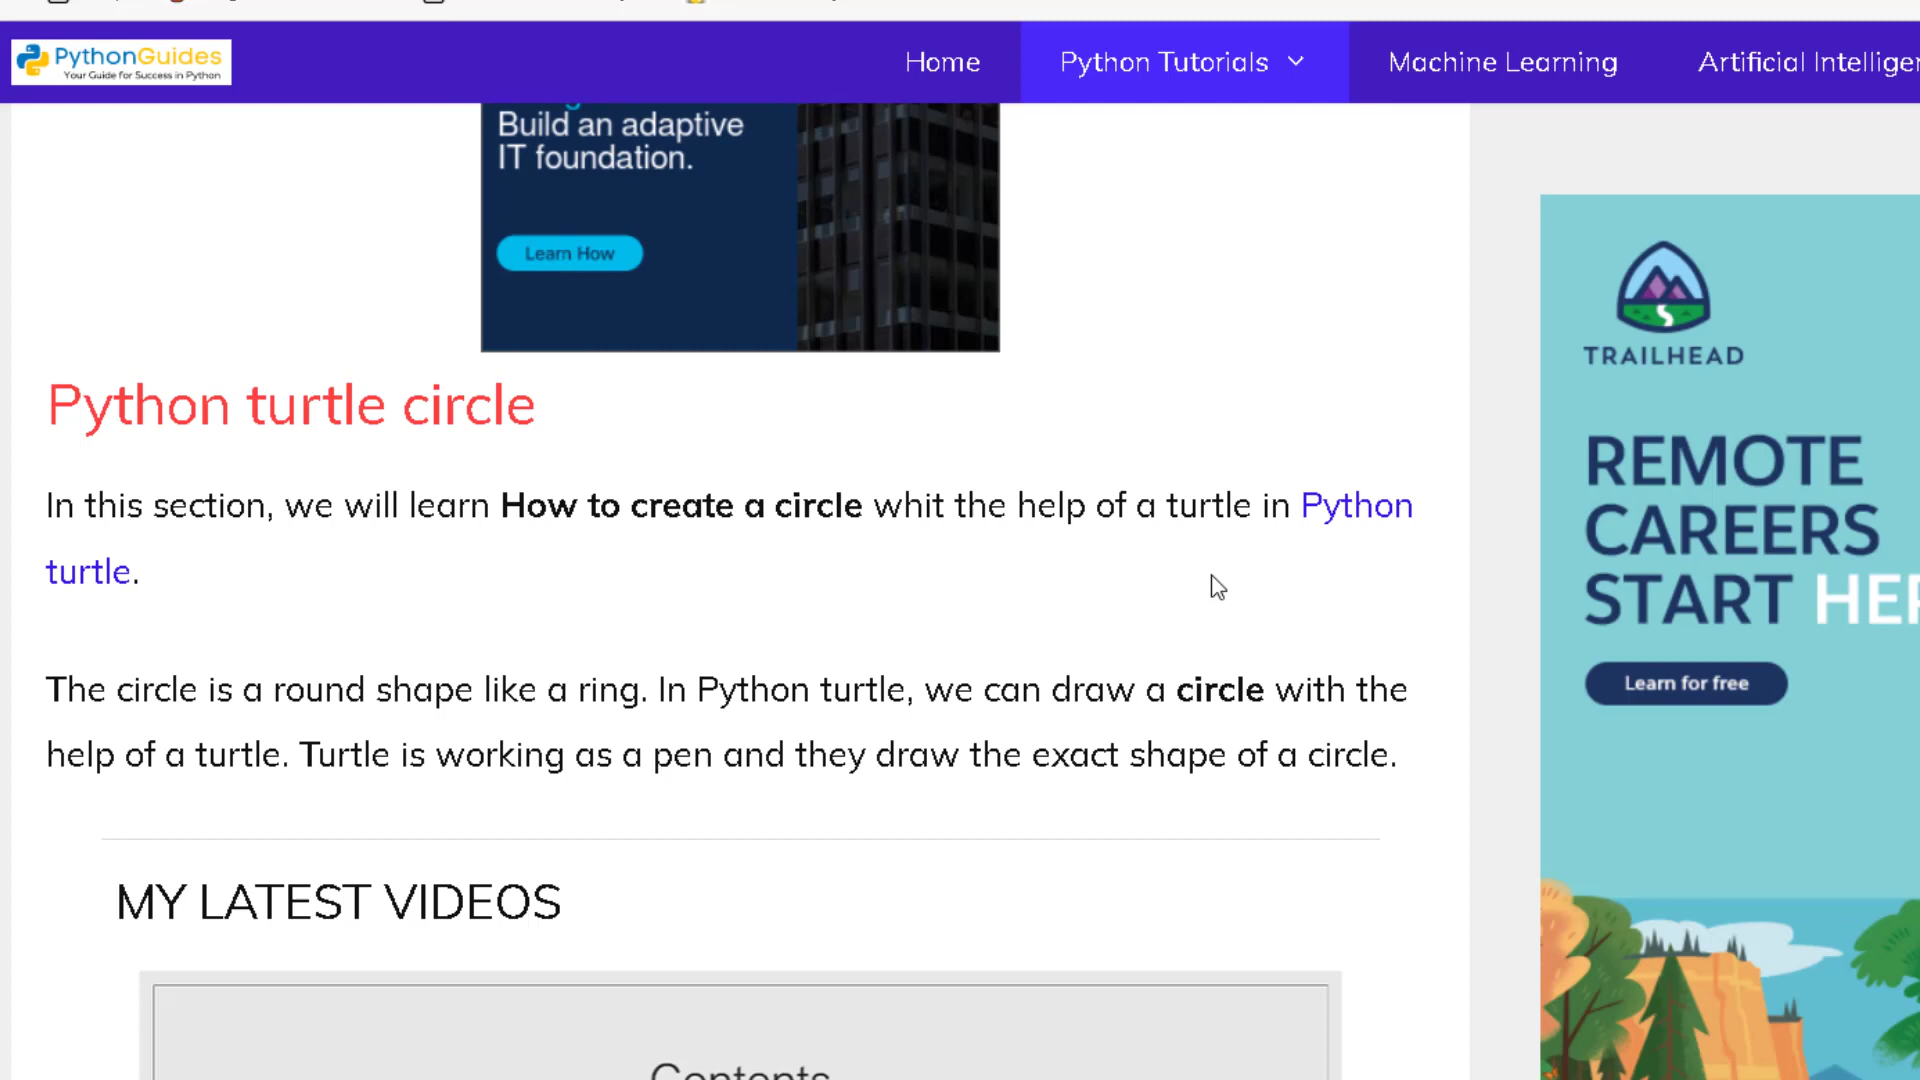 PythonGuides
Your Guide for Success in Python
Home
Python Tutorials
Machine Learning
Artificial
Build an adaptive
IT foundation.
Learn How
Python turtle circle
In this section, we will learn How to create a circle whit the help of a turtle in Python
turtle.
The circle is a round shape like a ring. In Python turtle, we can draw a circle with the
help of a turtle. Turtle is working as a pen and they draw the exact shape of a circle.
MY LATEST VIDEOS
Contents
TRAILHEAD
REMOTE
CAREERS
START
Learn for free